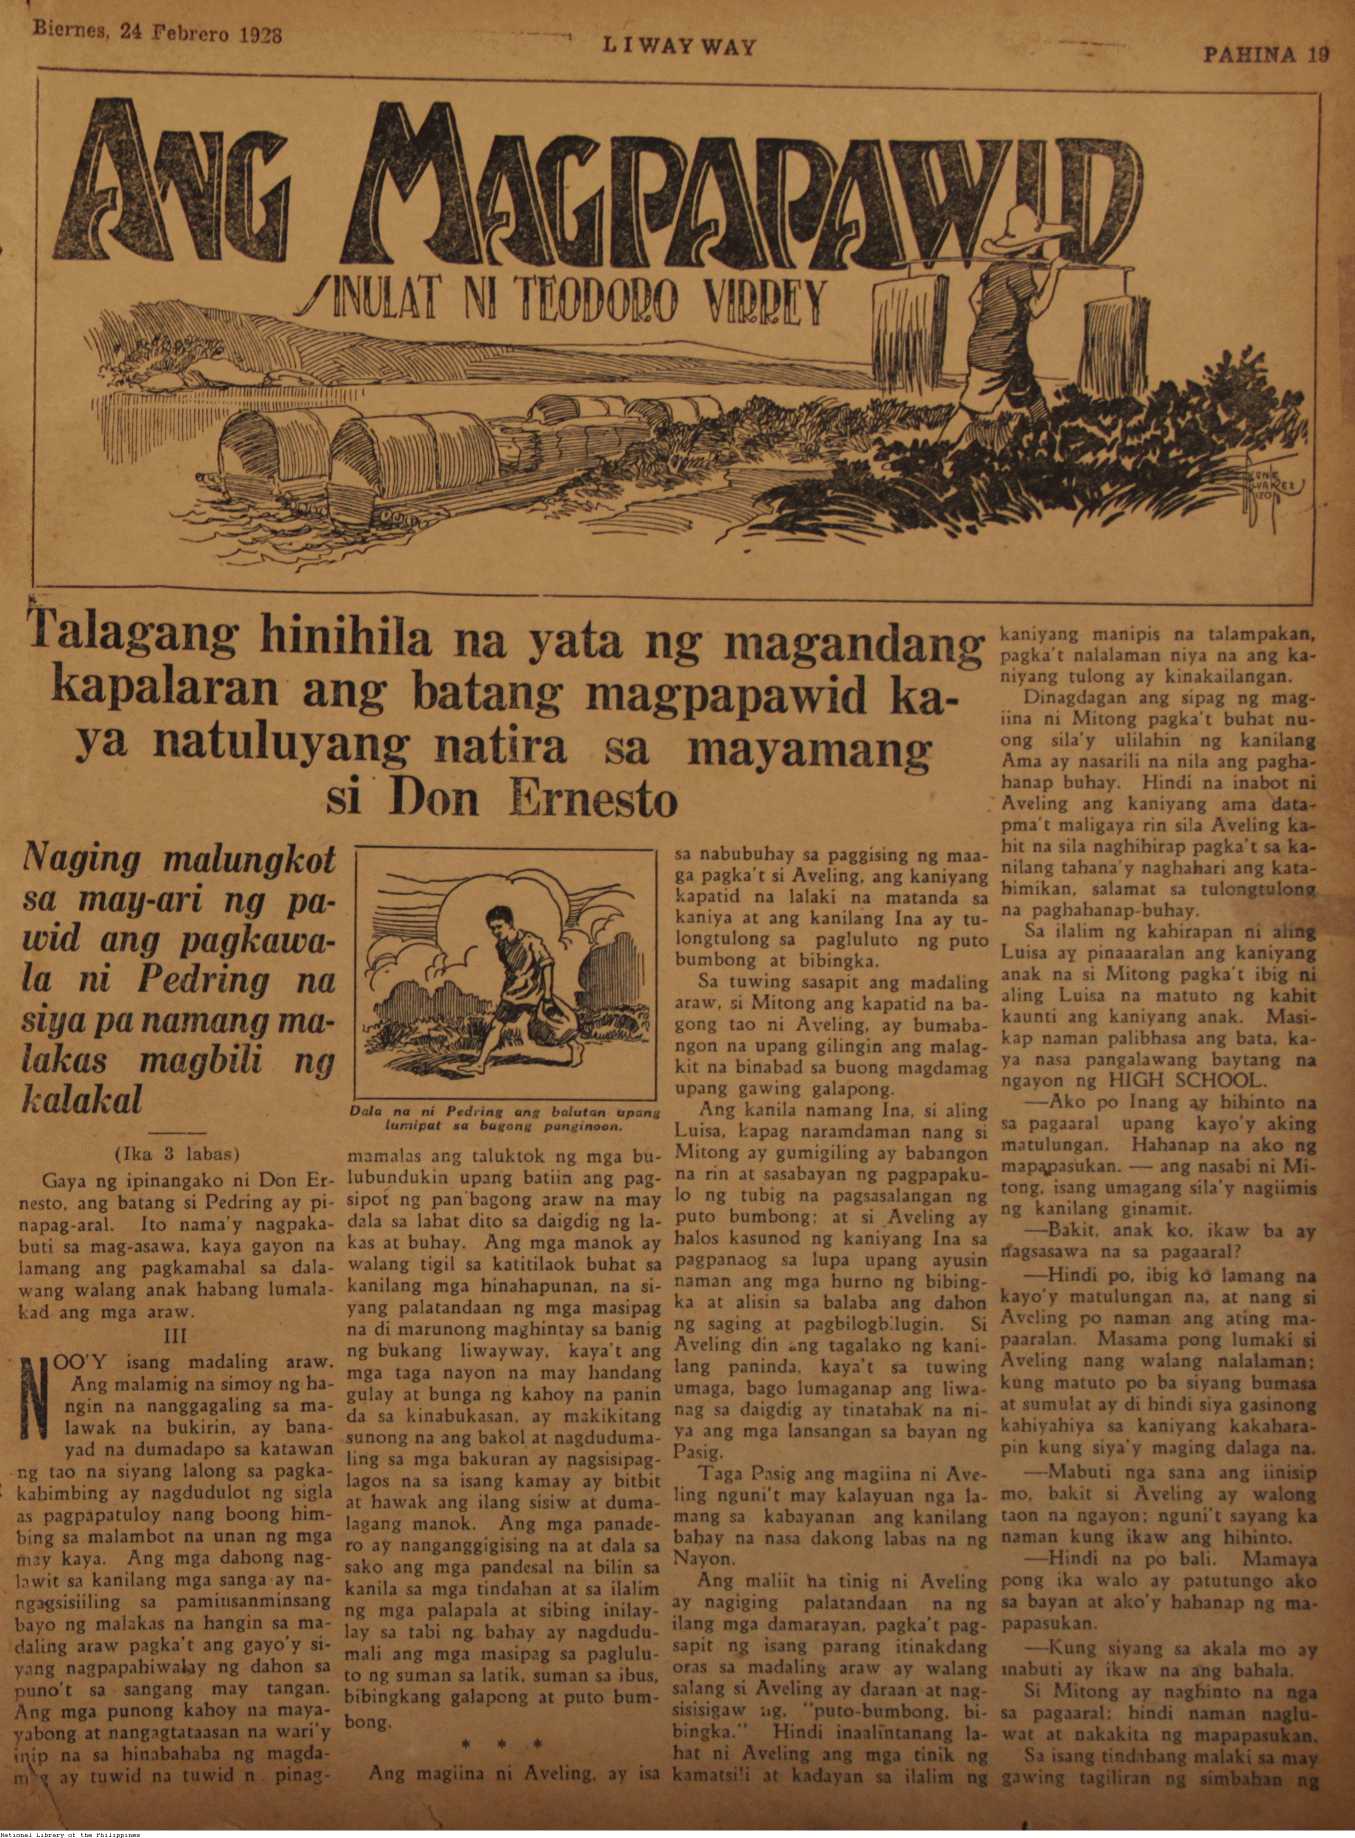 Biernes, 24 Febrero 1928
LIWAYWAY
PAHINA 19
ANG MAGPAPAWID
SINULAT NI TEODORO VIRREY
Talagang hinihila na yata ng magandang
kapalaran ang batang magpapawid ka-
ya natuluyang natira sa mayamang
si Don Ernesto
Naging malungkot
sa may-ari ng pa-
wid ang pagkawa-
la ni Pedring na
siya pa namang ma-
lakas magbili ng
kalakal
(Ika 3 labas)
Gaya ng ipinangako ni Don Er-
nesto, ang batang si Pedring ay pi-
napag-aral. Ito nama'y nagpaka-
buti sa mag-asawa, kaya gayon na
lamang ang pagkamahal sa dala-
wang walang anak habang lumala-
kad ang mga araw.
III
NOO'Y isang madaling araw.
Ang malamig na simoy ng ha-
ngin na nanggagaling sa ma-
lawak na bukirin, ay bana-
yad na dumadapo sa katawan
ng tao na siyang lalong sa pagka-
kahimbing ay nagdudulot ng sigla
as pagpapatuloy nang boong him-
bing sa malambot na unan ng mga
may kaya. Ang mga dahong nag-
lawit sa kanilang mga sanga ay na-
ngagsisiiling sa pamiusanminsang
bayo ng malakas na hangin sa ma-
daling araw pagka't ang gayo'y si-
yang nagpapahiwalay ng dahon sa
puno't sa sangang may tangan.
Ang mga punong kahoy na maya-
yabong at nangagtataasan na wari'y
inip na sa hinabahaba ng magda-
mag ay tuwid na tuwid n pinag-
Dala na ni Pedring ang balutan upang
lumipat sa bagong panginoon.
mamalas ang taluktok ng mga bu-
lubundukin upang batiin ang pag-
sipot ng pan bagong araw na may
dala sa lahat dito sa daigdig ng la-
kas at buhay. Ang mga manok ay
walang tigil sa katitilaok buhat sa
kanilang mga hinahapunan, na si-
yang palatandaan ng mga masipag
na di marunong maghintay sa banig
ng bukang liwayway, kaya't ang
mga taga nayon na may handang
gulay at bunga ng kahoy na panin
da sa kinabukasan, ay makikitang
sunong na ang bakol at nagduduma-
ling sa mga bakuran ay nagsisipag-
lagos na sa isang kamay ay bitbit
at hawak ang ilang sisiw at duma-
lagang manok. Ang mga panade-
ro ay nanganggigising na at dala sa
sako ang mga pandesal na bilin sa
kanila sa mga tindahan at sa ilalim
ng mga palapala at sibing inilay-
lay sa tabi ng bahay ay nagdudu-
mali ang mga masipag sa paglulu-
to ng suman sa latik, suman sa ibus,
bibingkang galapong at puto bum-
bong.
* * *
Ang magiina ni Aveling, ay isa
sa nabubuhay sa paggising ng maa-
ga pagka't si Aveling, ang kaniyang
kapatid na lalaki na matanda sa
kaniya at ang kanilang Ina ay tu-
longtulong sa pagluluto ng puto
bumbong at bibingka.
Sa tuwing sasapit ang madaling
araw, si Mitong ang kapatid na ba-
gong tao ni Aveling, ay bumaba-
ngon na upang gilingin ang malag-
kit na binabad sa buong magdamag
upang gawing galapong.
Ang kanila namang Ina, si aling
Luisa, kapag naramdaman nang si
Mitong ay gumigiling ay babangon
na rin at sasabayan ng pagpapaku-
lo ng tubig na pagsasalangan ng
puto bumbong; at si Aveling ay
halos kasunod ng kaniyang Ina sa
pagpanaog sa lupa upang ayusin
naman ang mga hurno ng bibing-
ka at alisin sa balaba ang dahon
ng saging at pagbilogbilugin. Si
Aveling din ang tagalako ng kani-
lang paninda, kaya't sa tuwing
umaga, bago lumaganap ang liwa-
nag sa daigdig ay tinatahak na ni-
ya ang mga lansangan sa bayan ng
Pasig.
Taga Pasig ang magiina ni Ave-
ling nguni't may kalayuan nga la-
mang sa kabayanan ang kanilang
bahay na nasa dakong labas na ng
Nayon.
Ang maliit ha tinig ni Aveling
ay nagiging palatandaan na ng
ilang mga damarayan, pagka't pag-
sapit ng isang parang itinakdang
oras sa madaling araw ay walang
salang si Aveling ay daraan at nag-
sisisigaw ng, "puto-bumbong, bi-
bingka." Hindi inaalintanang la-
hat ni Aveling ang mga tinik ng
kamatsili at kadayan sa ilalim ng
kaniyang manipis na talampakan,
pagka't nalalaman niya na ang ka-
niyang tulong ay kinakailangan.
Dinagdagan ang sipag ng mag-
iina ni Mitong pagka't buhat nu-
ong sila'y ulilahin ng kanilang
Ama ay nasarili na nila ang pagha-
hanap buhay. Hindi na inabot ni
Aveling ang kaniyang ama data-
pma't maligaya rin sila Aveling ka-
hit na sila naghihirap pagka't sa ka-
nilang tahana'y naghahari ang kata-
himikan, salamat sa tulongtulong
na paghahanap-buhay.
Sa ilalim ng kahirapan ni aling
Luisa ay pinaaaralan ang kaniyang
anak na si Mitong pagka't ibig ni
aling Luisa na matuto ng kahit
kaunti ang kaniyang anak. Masi-
kap naman palibhasa ang bata, ka-
ya nasa pangalawang baytang na
ngayon ng HIGH SCHOOL.
—Ako po Inang ay hihinto na
sa pagaaral upang kayo'y aking
matulungan. Hahanap na ako ng
mapapasukan. — ang nasabi ni Mi-
tong, isang umagang sila'y nagiimis
ng kanilang ginamit.
—Bakit, anak ko, ikaw ba ay
nagsasawa na sa pagaaral?
—Hindi po, ibig ko lamang na
kayo'y matulungan na, at nang si
Aveling po naman ang ating ma-
paaralan. Masama pong lumaki si
Aveling nang walang nalalaman;
kung matuto po ba siyang bumasa
at sumulat ay di hindi siya gasinong
kahiyahiya sa kaniyang kakahara-
pin kung siya'y maging dalaga na.
—Mabuti nga sana ang iinisip
mo, bakit si Aveling ay walong
taon na ngayon; nguni't sayang ka
naman kung ikaw ang hihinto.
—Hindi na po bali. Mamaya
pong ika walo ay patutungo ako
sa bayan at ako'y hahanap ng ma-
papasukan.
—Kung siyang sa akala mo ay
mabuti ay ikaw na ang bahala.
Si Mitong ay naghinto na nga
sa pagaaral; hindi naman naglu-
wat at nakakita ng mapapasukan.
Sa isang tindahang malaki sa may
gawing tagiliran ng simbahan ng
National Library of the Philippines